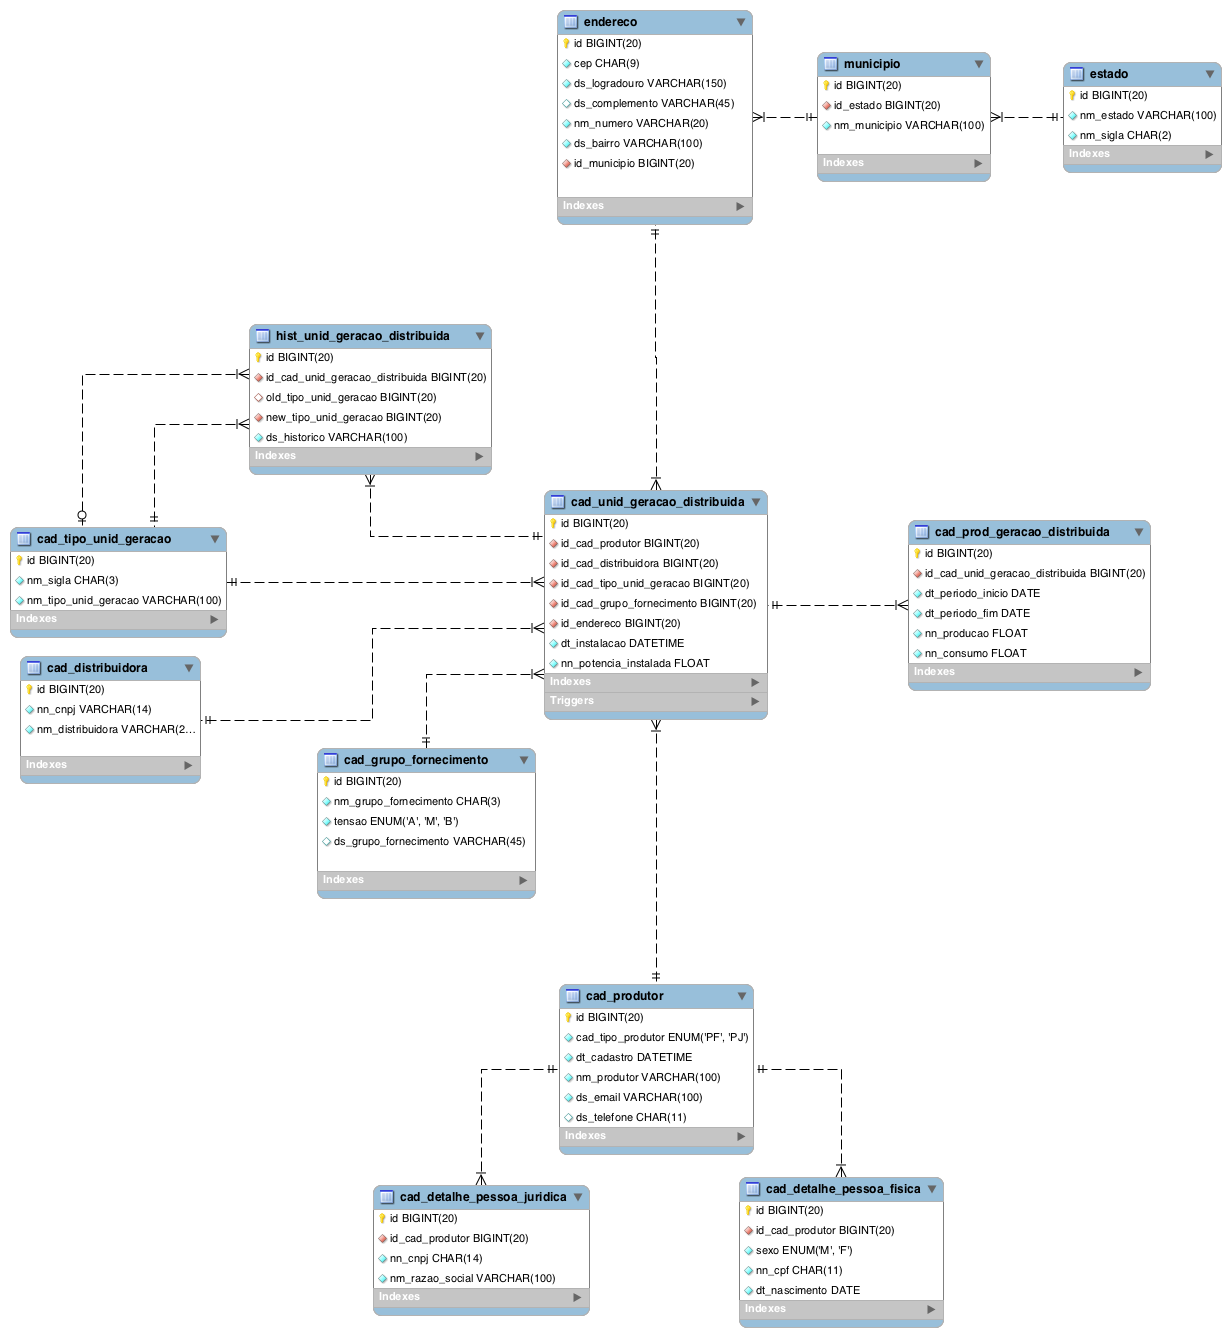 endereco
id BIGINT(20)
cep CHAR(9)
ds_logradouro VARCHAR(150)
ds_complemento VARCHAR(45)
nm_numero VARCHAR(20)
ds_bairro VARCHAR(100)
id_municipio BIGINT(20)
Indexes
municipio
id BIGINT(20)
id_estado BIGINT(20)
nm_municipio VARCHAR(100)
Indexes
estado
id BIGINT(20)
nm_estado VARCHAR(100)
nm_sigla CHAR(2)
Indexes
hist_unid_geracao_distribuida
id BIGINT(20)
id_cad_unid_geracao_distribuida BIGINT(20)
old_tipo_unid_geracao BIGINT(20)
new_tipo_unid_geracao BIGINT(20)
ds_historico VARCHAR(100)
Indexes
cad_tipo_unid_geracao
id BIGINT(20)
nm_sigla CHAR(3)
nm_tipo_unid_geracao VARCHAR(100)
Indexes
cad_unid_geracao_distribuida
id BIGINT(20)
id_cad_produtor BIGINT(20)
id_cad_distribuidora BIGINT(20)
id_cad_tipo_unid_geracao BIGINT(20)
id_cad_grupo_fornecimento BIGINT(20)
id_endereco BIGINT(20)
dt_instalacao DATETIME
nn_potencia_instalada FLOAT
Indexes
Triggers
cad_prod_geracao_distribuida
id BIGINT(20)
id_cad_unid_geracao_distribuida BIGINT(20)
dt_periodo_inicio DATE
dt_periodo_fim DATE
nn_producao FLOAT
nn_consumo FLOAT
Indexes
cad_distribuidora
id BIGINT(20)
nn_cnpj VARCHAR(14)
nm_distribuidora VARCHAR(2...
Indexes
cad_grupo_fornecimento
id BIGINT(20)
nm_grupo_fornecimento CHAR(3)
tensao ENUM('A', 'M', 'B')
ds_grupo_fornecimento VARCHAR(45)
Indexes
cad_produtor
id BIGINT(20)
cad_tipo_produtor ENUM('PF', 'PJ')
dt_cadastro DATETIME
nm_produtor VARCHAR(100)
ds_email VARCHAR(100)
ds_telefone CHAR(11)
Indexes
cad_detalhe_pessoa_juridica
id BIGINT(20)
id_cad_produtor BIGINT(20)
nn_cnpj CHAR(14)
nm_razao_social VARCHAR(100)
Indexes
cad_detalhe_pessoa_fisica
id BIGINT(20)
id_cad_produtor BIGINT(20)
sexo ENUM('M', 'F')
nn_cpf CHAR(11)
dt_nascimento DATE
Indexes